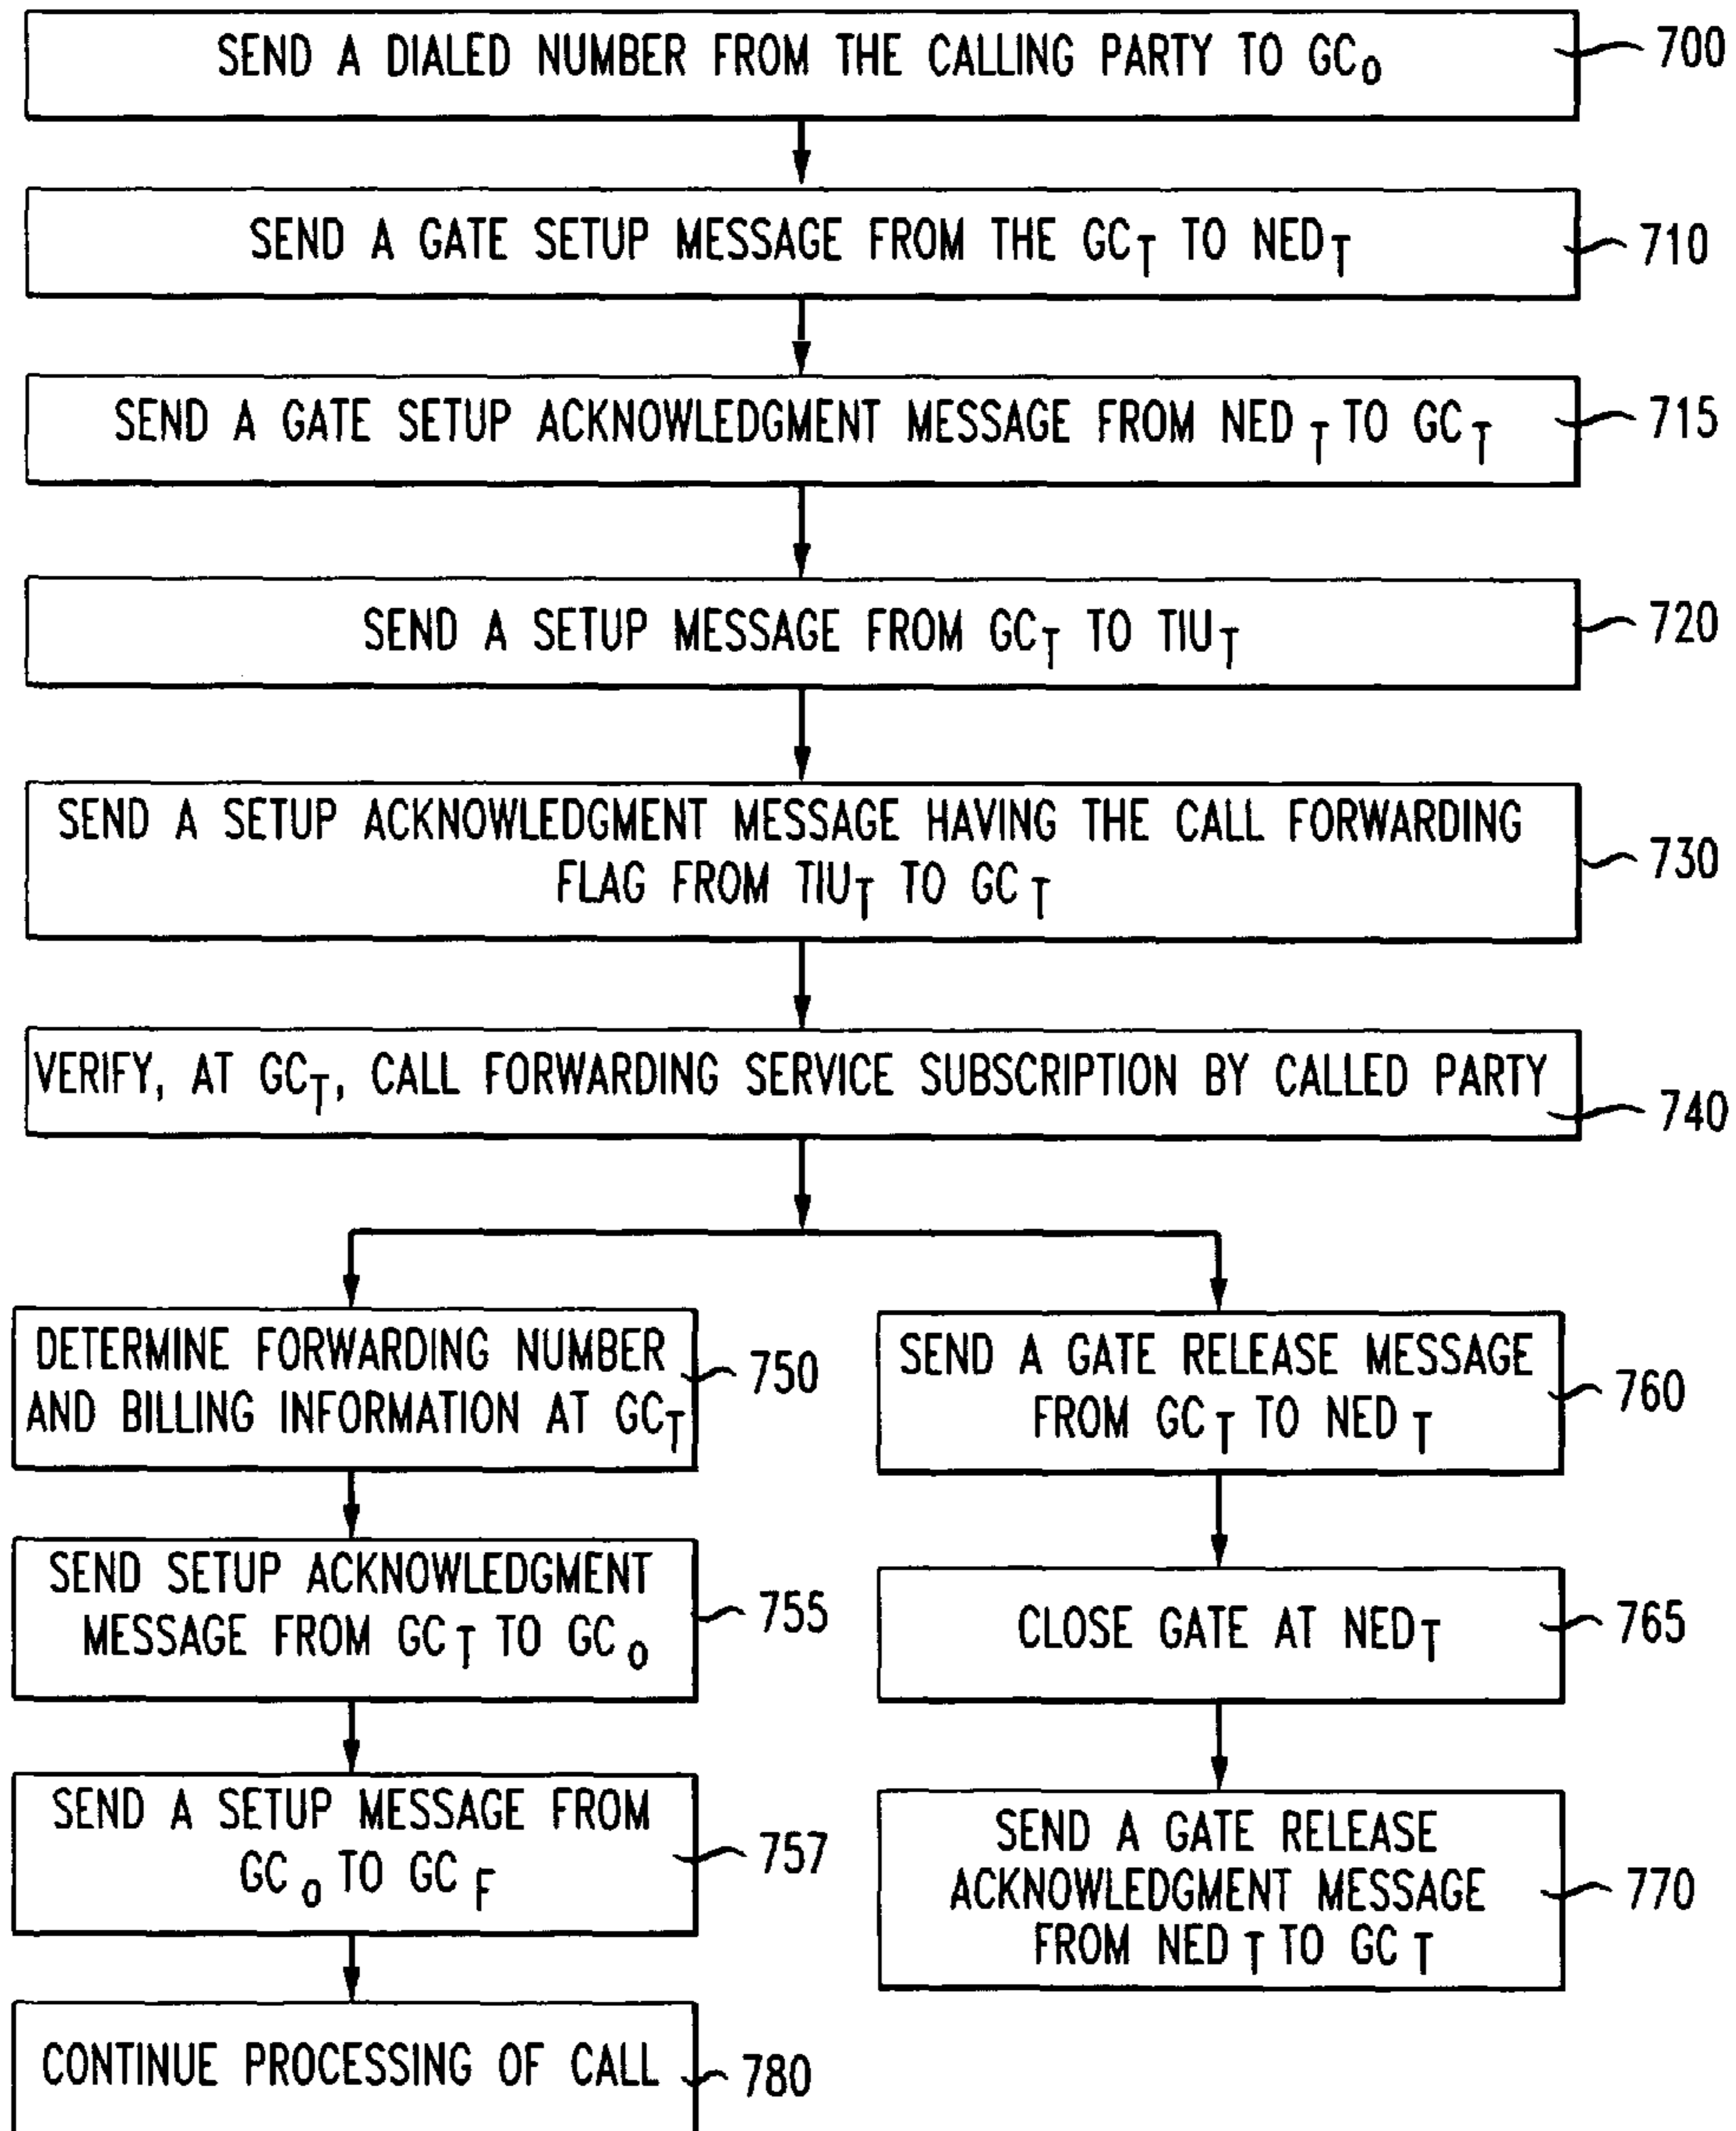 SEND A DIALED NUMBER FROM THE CALLING PARTY TO GCO
700
SEND A GATE SETUP MESSAGE FROM THE GCT TO NEDT
710
SEND A GATE SETUP ACKNOWLEDGMENT MESSAGE FROM NED T TO GC T
715
SEND A SETUP MESSAGE FROM GCT TO TIUT
720
SEND A SETUP ACKNOWLEDGMENT MESSAGE HAVING THE CALL FORWARDING
FLAG FROM TIUT TO GC T
730
VERIFY, AT GCT, CALL FORWARDING SERVICE SUBSCRIPTION BY CALLED PARTY
740
DETERMINE FORWARDING NUMBER
AND BILLING INFORMATION AT GCT
750
SEND SETUP ACKNOWLEDGMENT
MESSAGE FROM GC T TO GC O
755
SEND A SETUP MESSAGE FROM
GC O TO GC F
757
CONTINUE PROCESSING OF CALL
780
SEND A GATE RELEASE MESSAGE
FROM GC T TO NED T
760
CLOSE GATE AT NEDT
765
SEND A GATE RELEASE
ACKNOWLEDGMENT MESSAGE
FROM NED T TO GC T
770